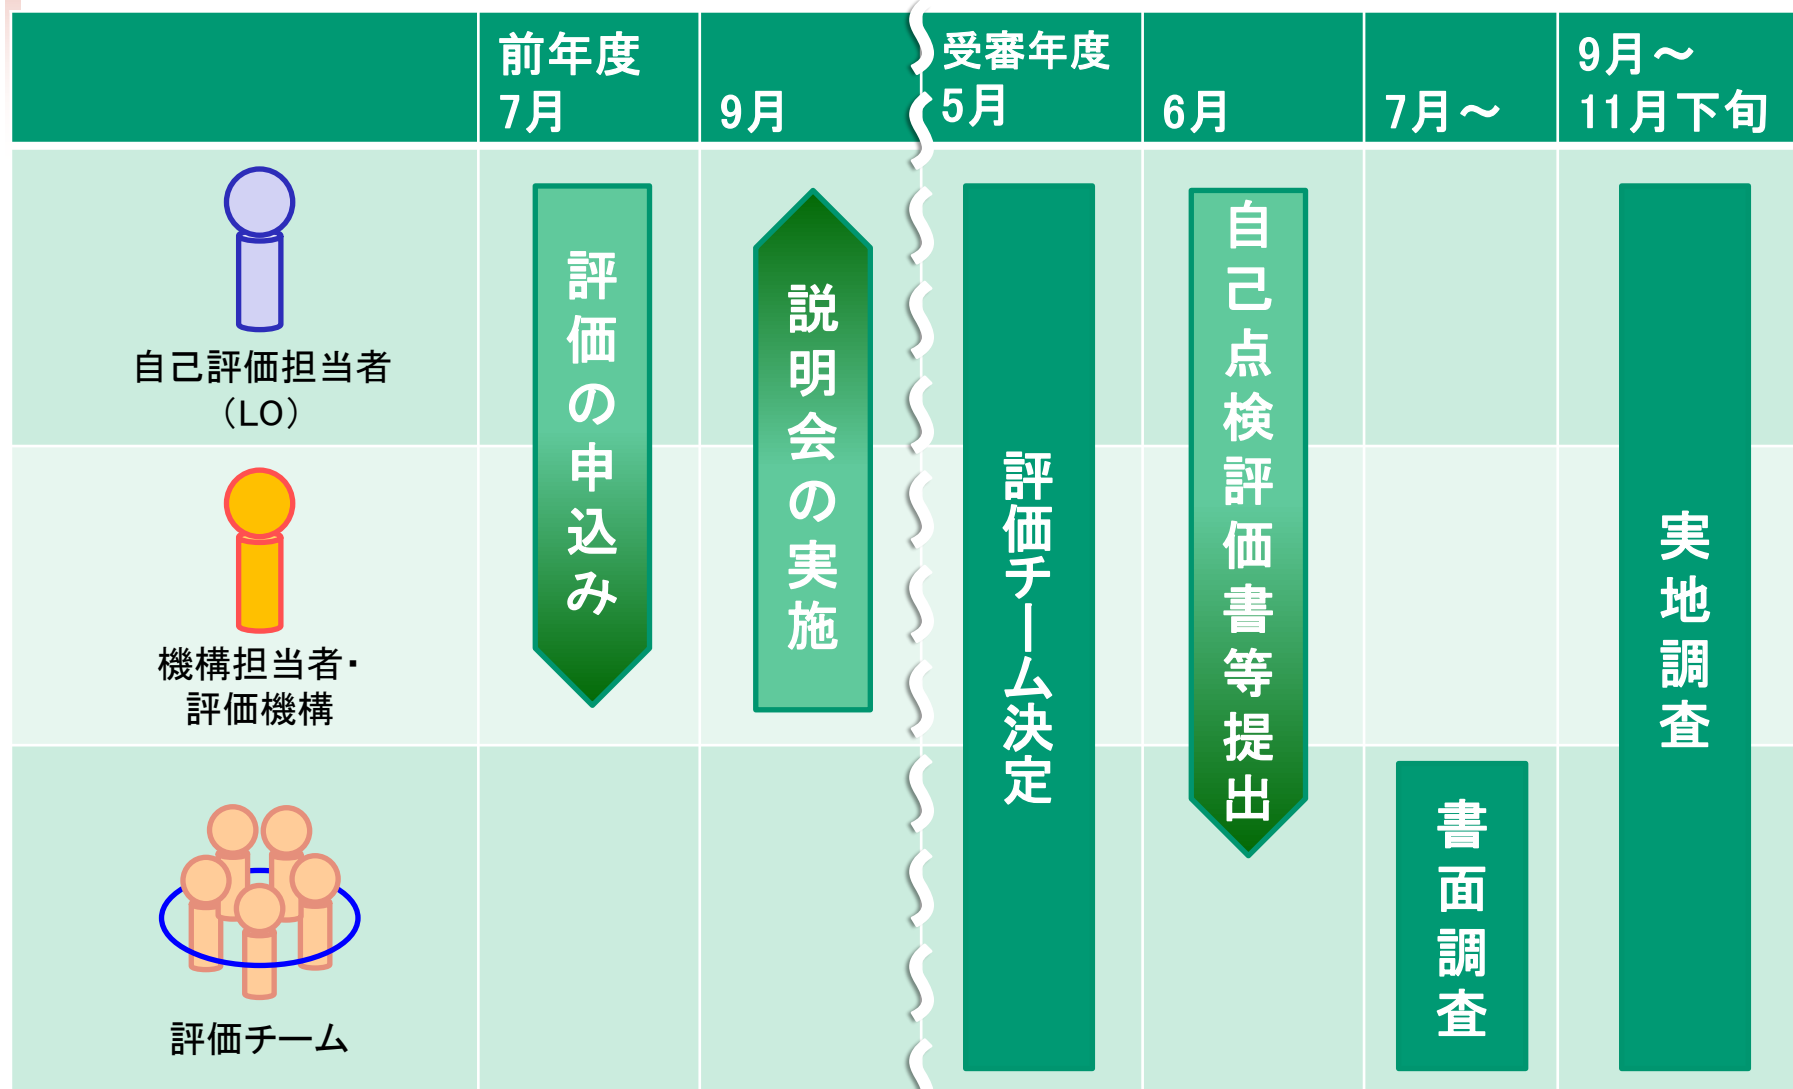 前年度
7月
9月
受審年度
5月
6月
7月～
9月～
11月下旬
自己評価担当者
（LO）
評価の申込み
説明会の実施
評価チーム決定
自己点検評価書等提出
実地調査
機構担当者・
評価機構
書面調査
評価チーム